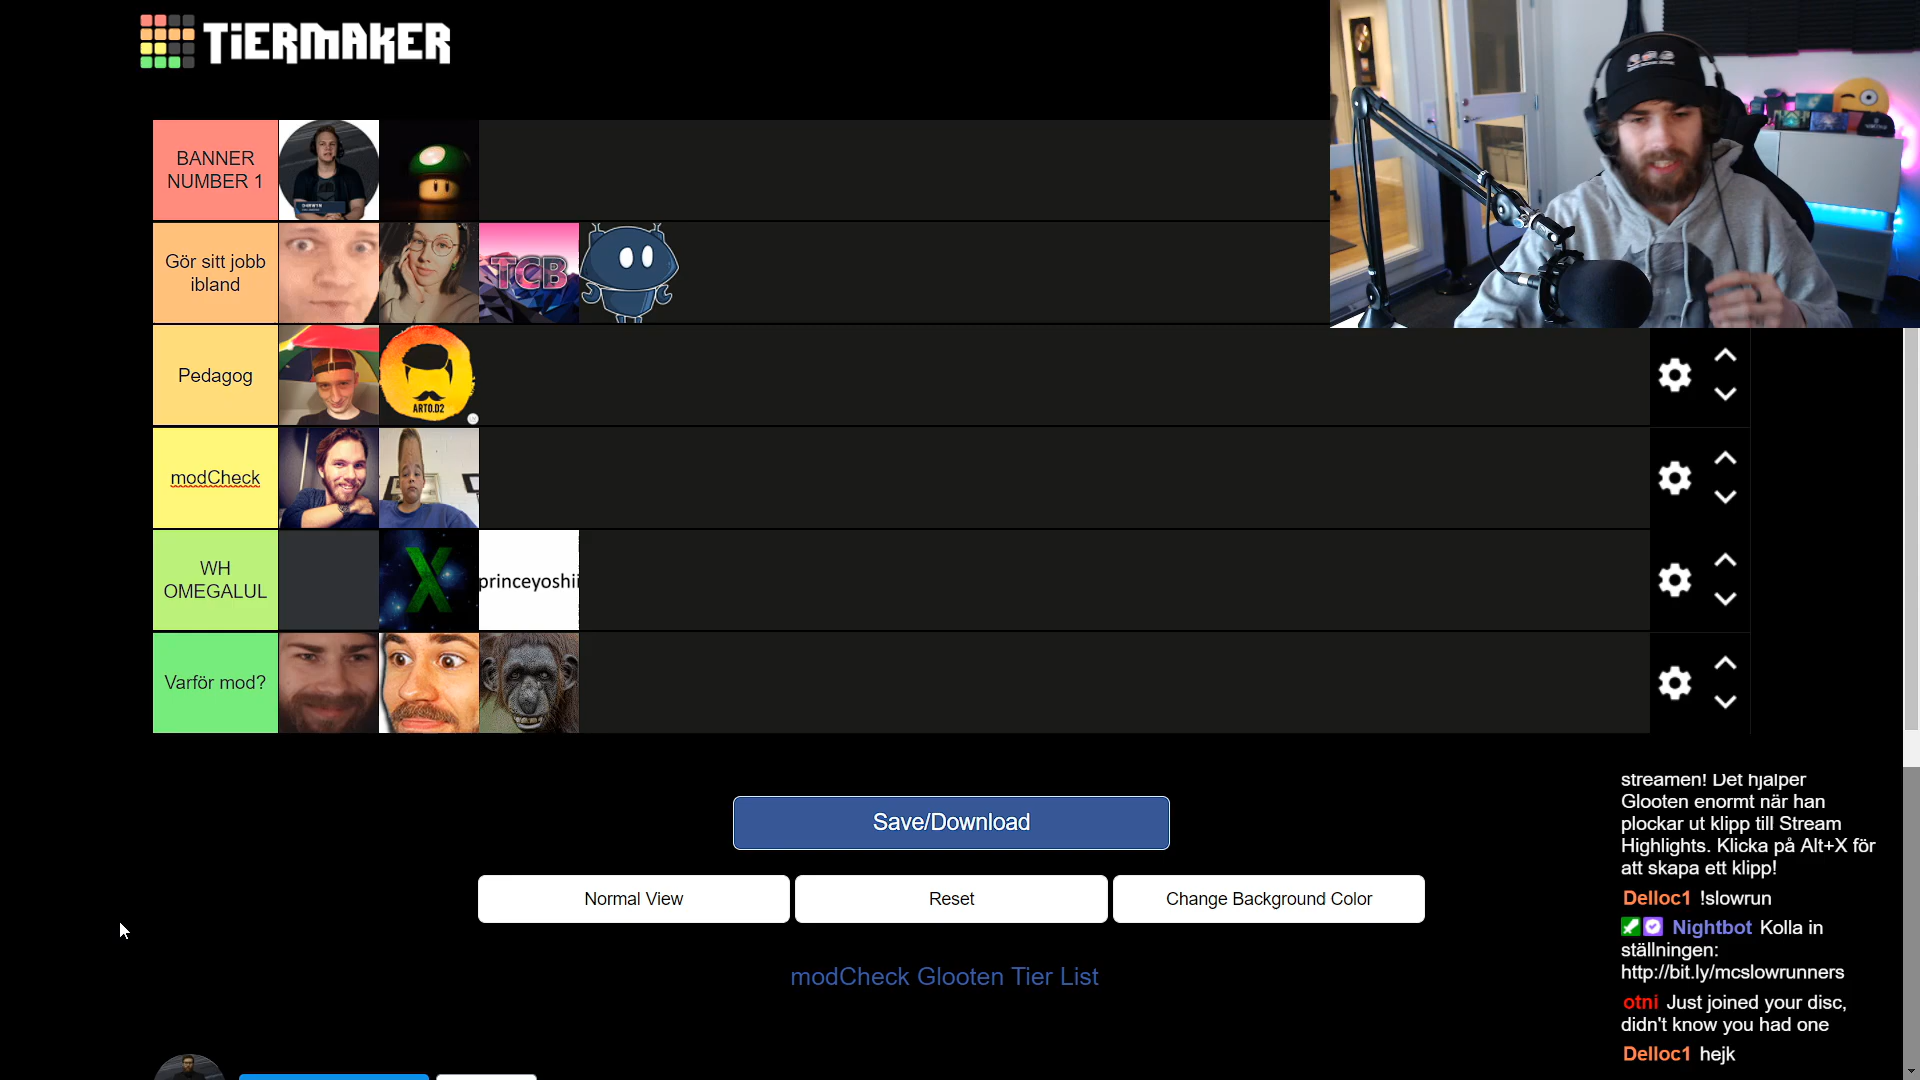 TiERMAKER
BANNER
NUMBER 1
Gör sitt jobb
ibland
TCB
Pedagog
ARTO.D2
modCheck
WH
OMEGALUL
X
princeyoshii
Varför mod?
Save/Download
Normal View
Reset
Change Background Color
modCheck Glooten Tier List
streamen! Det hjälper
Glooten enormt när han
plockar ut klipp till Stream
Highlights. Klicka på Alt+X för
att skapa ett klipp!
Delloc1 !slowrun
Nightbot Kolla in
ställningen:
http://bit.ly/mcslowrunners
otni Just joined your disc,
didn't know you had one
Delloc1 hejk